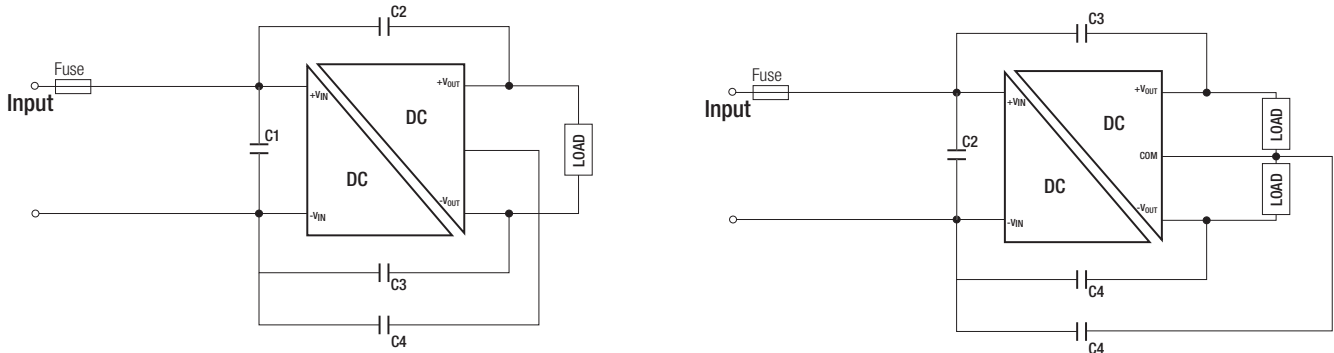 C2
Fuse
Input
+VIN
+VOUT
DC
C1
LOAD
DC
-VOUT
-VIN
C3
C4
C3
Fuse
Input
+VIN
+VOUT
DC
LOAD
C2
COM
DC
LOAD
-VOUT
-VIN
C4
C4